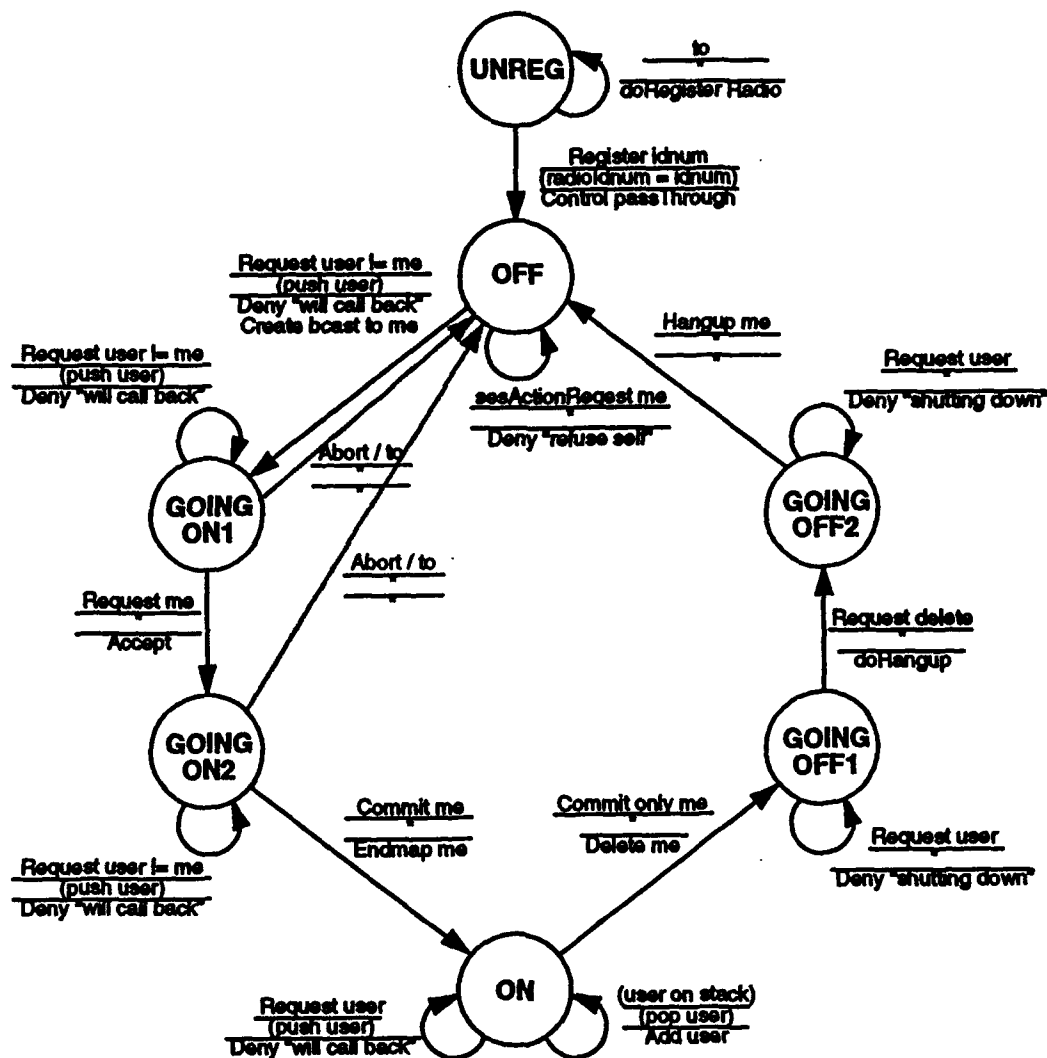 UNREG
to
"
doRegister Radio
Register idnum
(radioIdnum = idnum)
Control passThrough
OFF
Request user != me
(push user)
Deny "will call back"
Create bcast to me
Hangup me
"
"
Request user != me
(push user)
Deny "will call back"
Request user
"
Deny "shutting down"
sesActionReqest me
"
Deny "refuse self"
Abort / to
"
"
GOING
ON1
GOING
OFF2
Abort / to
"
"
Request me
"
Accept
Request delete
"
doHangup
GOING
ON2
GOING
OFF1
Commit me
"
Endmap me
Commit only me
"
Delete me
Request user != me
(push user)
Deny "will call back"
Request user
"
Deny "shutting down"
ON
Request user
(push user)
Deny "will call back"
(user on stack)
(pop user)
Add user